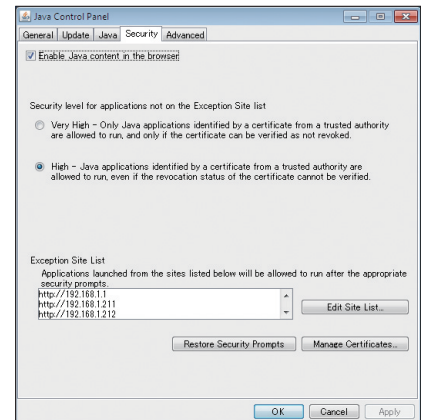 Java Control Panel
General Update Java Security Advanced
Enable Java content in the browser
Security level for applications not on the Exception Site list
Very High - Only Java applications identified by a certificate from a trusted authority
are allowed to run, and only if the certificate can be verified as not revoked.
High - Java applications identified by a certificate from a trusted authority are
allowed to run, even if the revocation status of the certificate cannot be verified.
Exception Site List
Applications launched from the sites listed below will be allowed to run after the appropriate
security prompts.
http://192.168.1.1
http://192.168.1.211
http://192.168.1.212
Edit Site List...
Restore Security Prompts Manage Certificates...
OK Cancel Apply